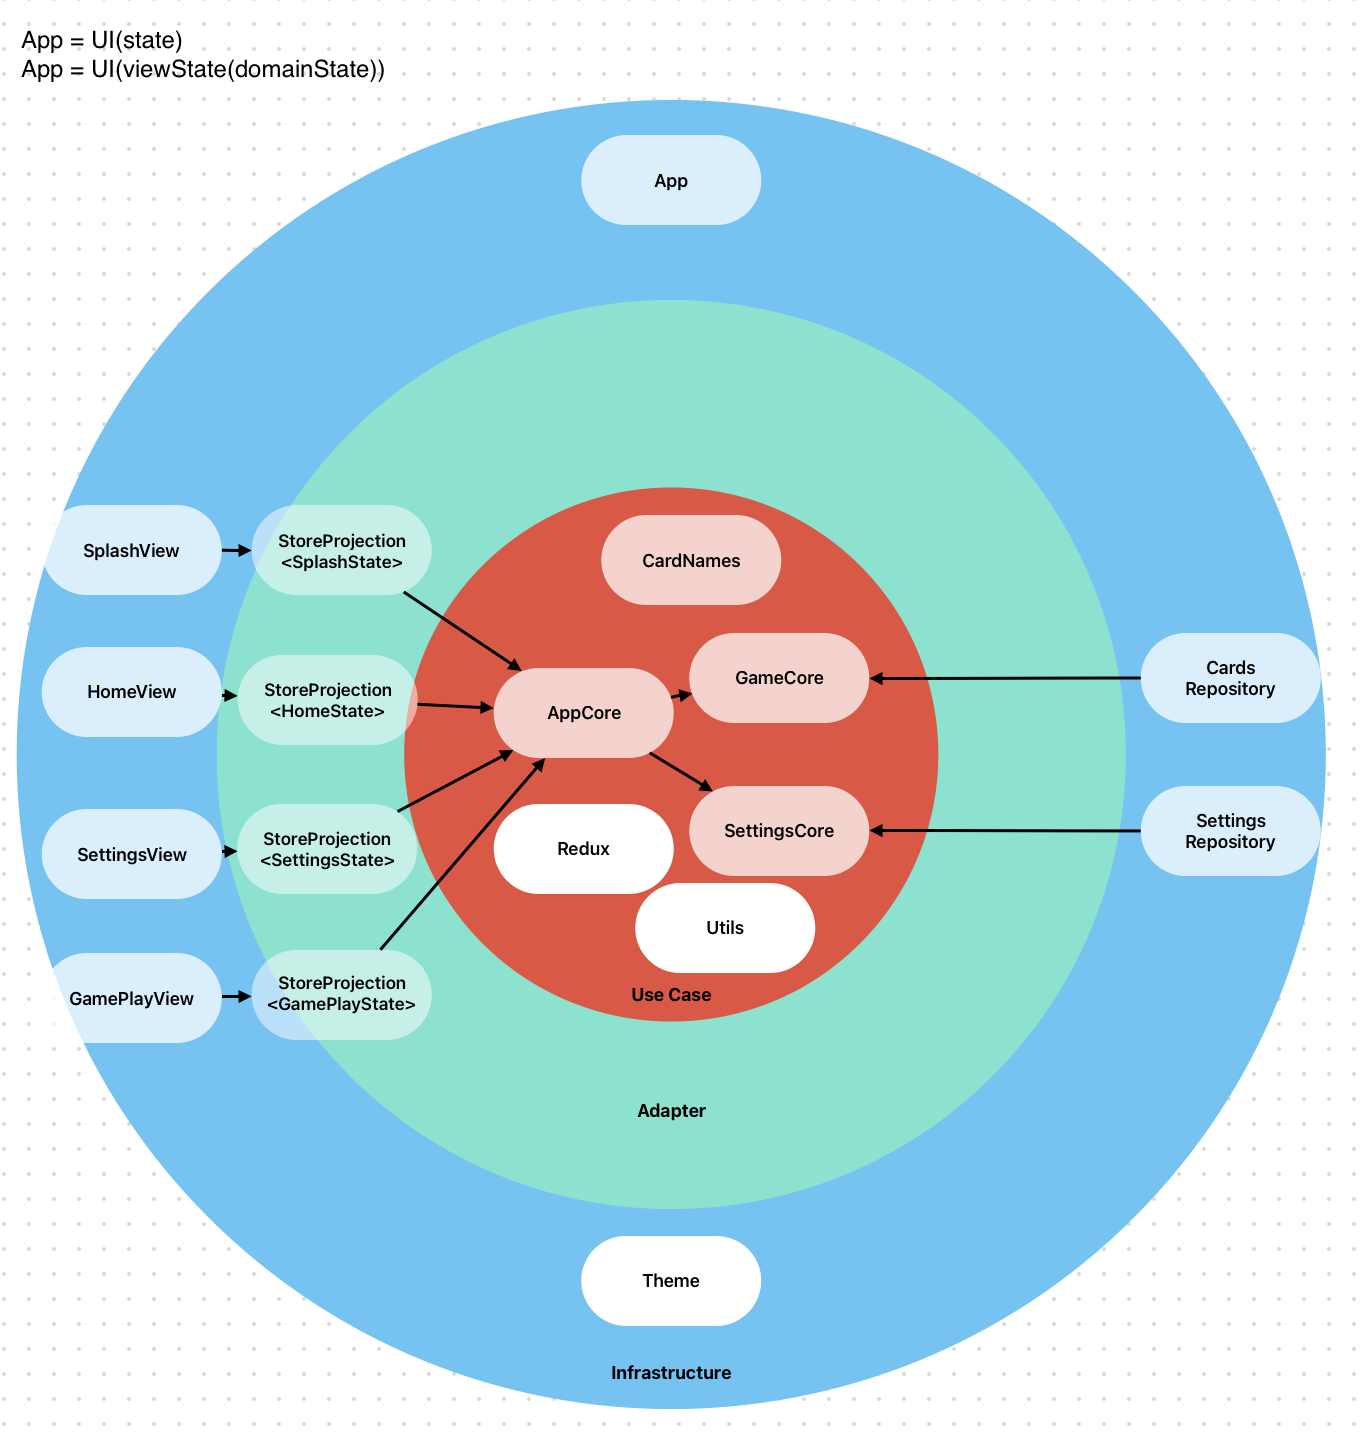 App = UI(state)
App = UI(viewState(domainState))
App
SplashView
StoreProjection
<SplashState>
CardNames
HomeView
StoreProjection
<HomeState>
AppCore
GameCore
Cards
Repository
SettingsView
StoreProjection
<SettingsState>
Redux
SettingsCore
Settings
Repository
Utils
GamePlayView
StoreProjection
<GamePlayState>
Use Case
Adapter
Theme
Infrastructure